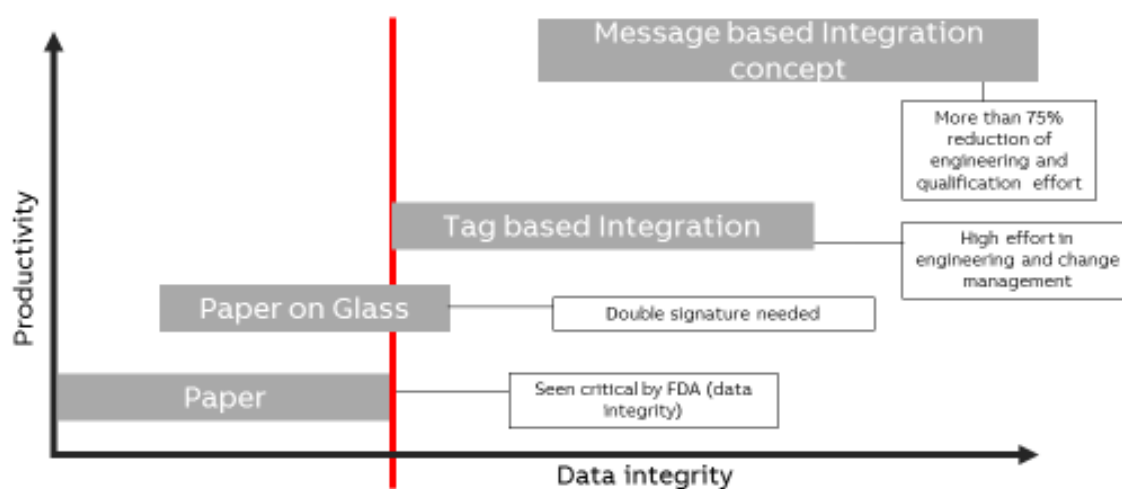 Message based Integration
concept
More than 75%
reduction of
engineering and
qualification effort
Tag based Integration
High effort in
engineering and change
management
Paper on Glass
Double signature needed
Paper
Seen critical by FDA (data
integrity)
Productivity
Data integrity